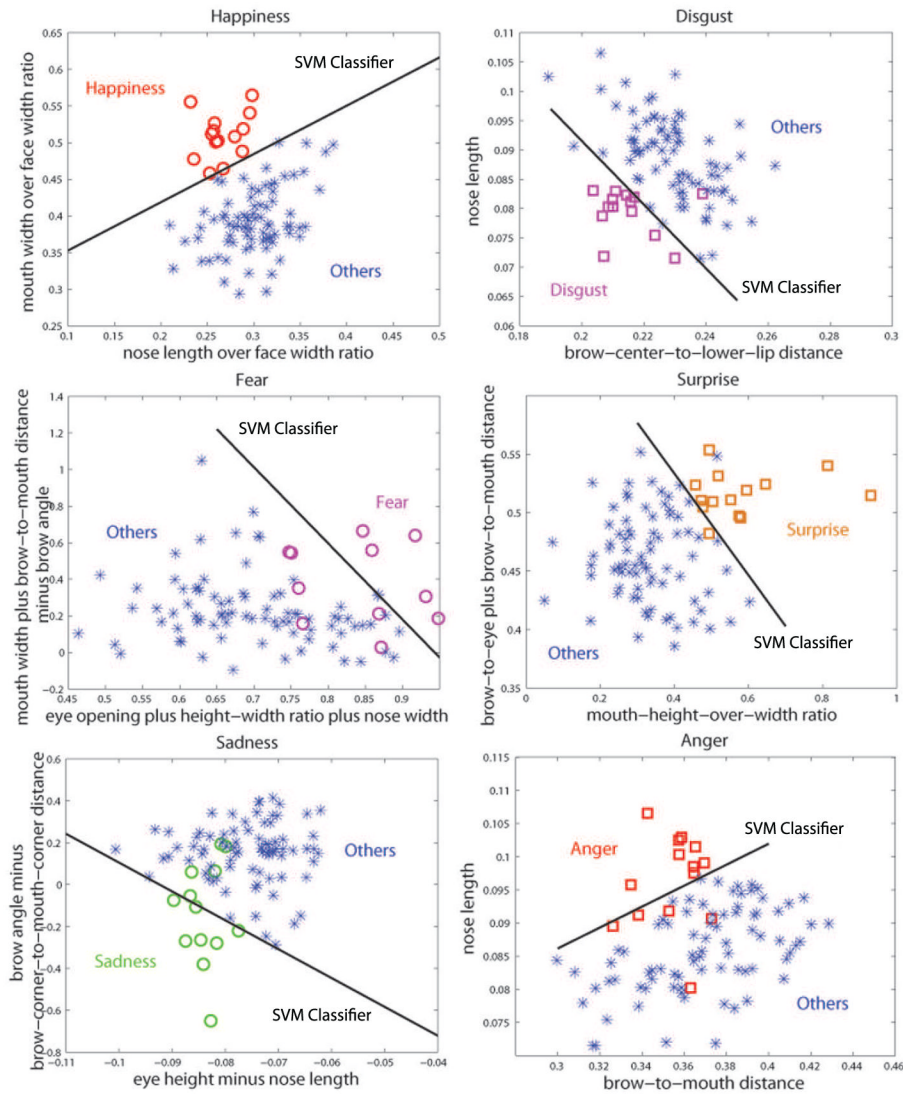 Happiness
0.65
0.6
0.55
0.5
0.45
0.4
0.35
0.3
0.25
mouth width over face width ratio
Happiness
SVM Classifier
Others
0.1 0.15 0.2 0.25 0.3 0.35 0.4 0.45 0.5
nose length over face width ratio
Disgust
0.11
0.105
0.1
0.095
0.09
0.085
0.08
0.075
0.07
0.065
0.06
nose length
Others
Disgust
SVM Classifier
0.18 0.2 0.22 0.24 0.26 0.28 0.3
brow-center-to-lower-lip distance
Fear
1.4
1.2
1
0.8
0.6
0.4
0.2
0
-0.2
mouth width plus brow-to-mouth distance
minus brow angle
SVM Classifier
Fear
Others
0.45 0.5 0.55 0.6 0.65 0.7 0.75 0.8 0.85 0.9
eye opening plus height-width ratio plus nose width
Surprise
0.55
0.5
0.45
0.4
0.35
brow-to-eye plus brow-to-mouth distance
Surprise
Others
SVM Classifier
0 0.2 0.4 0.6 0.8 1
mouth-height-over-width ratio
Sadness
0.6
0.4
0.2
0
-0.2
-0.4
-0.6
-0.8
brow angle minus
brow-corner-to-mouth-corner distance
Others
Sadness
SVM Classifier
-0.11 -0.1 -0.09 -0.08 -0.07 -0.06 -0.05 -0.04
eye height minus nose length
Anger
0.115
0.11
0.105
0.1
0.095
0.09
0.085
0.08
0.075
nose length
SVM Classifier
Anger
Others
0.3 0.32 0.34 0.36 0.38 0.4 0.42 0.44 0.46
brow-to-mouth distance